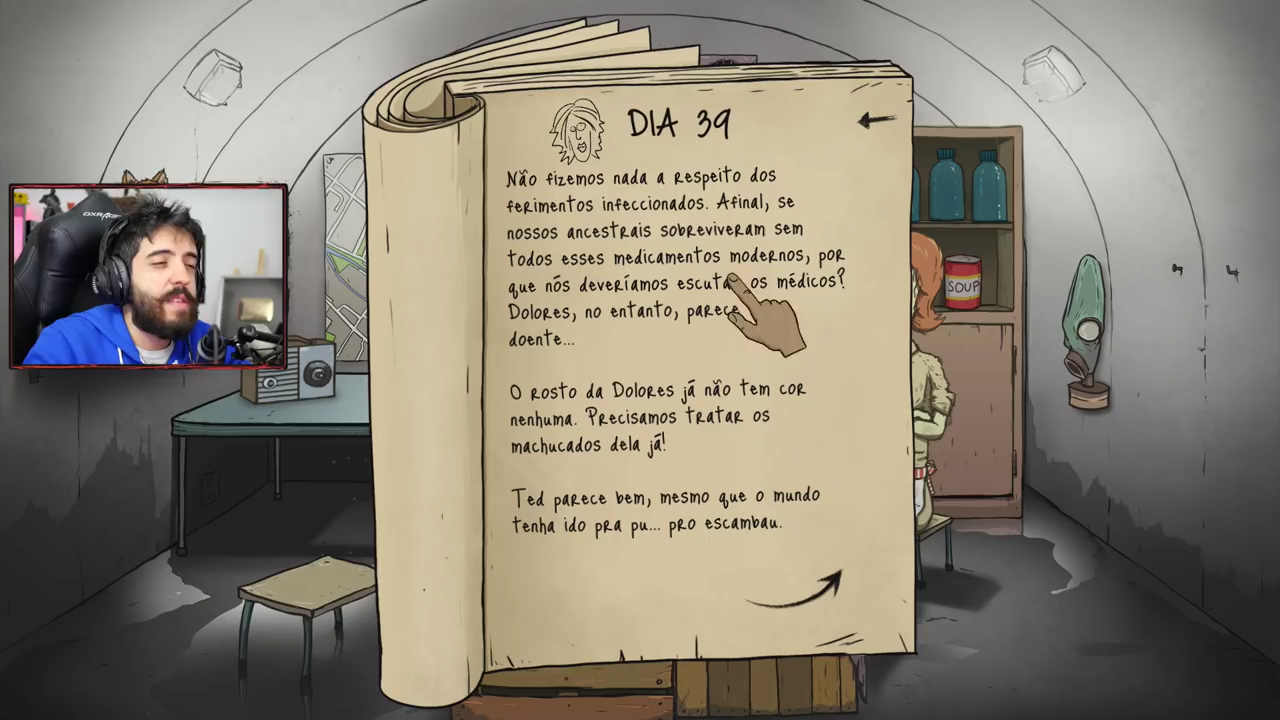 DIA 39
Não fizemos nada a respeito dos
ferimentos infeccionados. Afinal, se
nossos ancestrais sobreviveram sem
todos esses medicamentos modernos, por
que nós deveríamos escuta os médicos?
Dolores, no entanto, parece
doente...
O rosto da Dolores já não tem cor
nenhuma. Precisamos tratar os
machucados dela já!
Ted parece bem, mesmo que o mundo
tenha ido pra pu... pro escambau.
SOUP